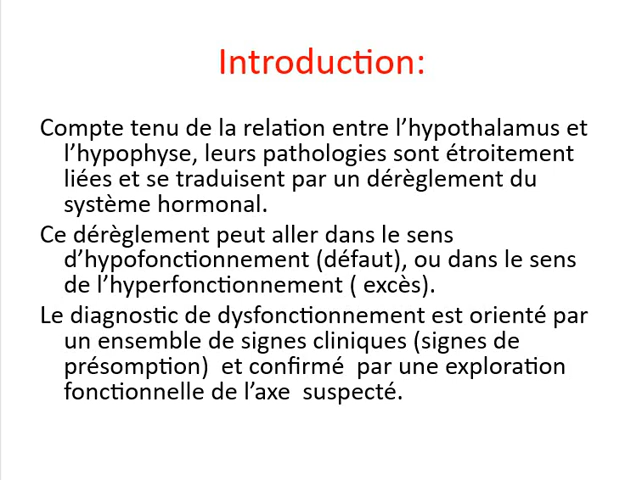 Introduction:
Compte tenu de la relation entre l’hypothalamus et
l’hypophyse, leurs pathologies sont étroitement
liées et se traduisent par un dérèglement du
système hormonal.
Ce dérèglement peut aller dans le sens
d’hypofonctionnement (défaut), ou dans le sens
de l’hyperfonctionnement ( excès).
Le diagnostic de dysfonctionnement est orienté par
un ensemble de signes cliniques (signes de
présomption)  et confirmé  par une exploration
fonctionnelle de l’axe  suspecté.